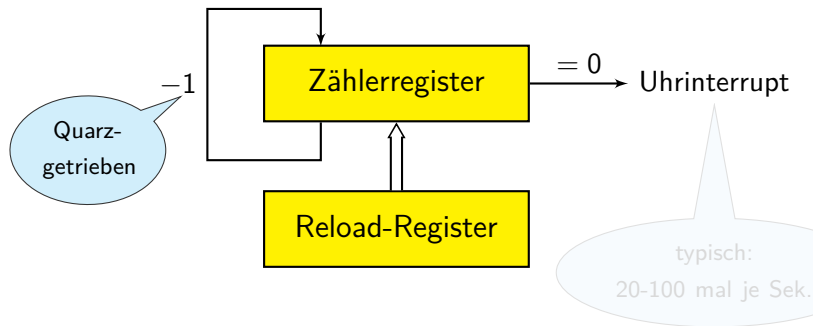 −1
Zählerregister
= 0
Uhrinterrupt
Quarz-
getrieben
Reload-Register
typisch:
20-100 mal je Sek.